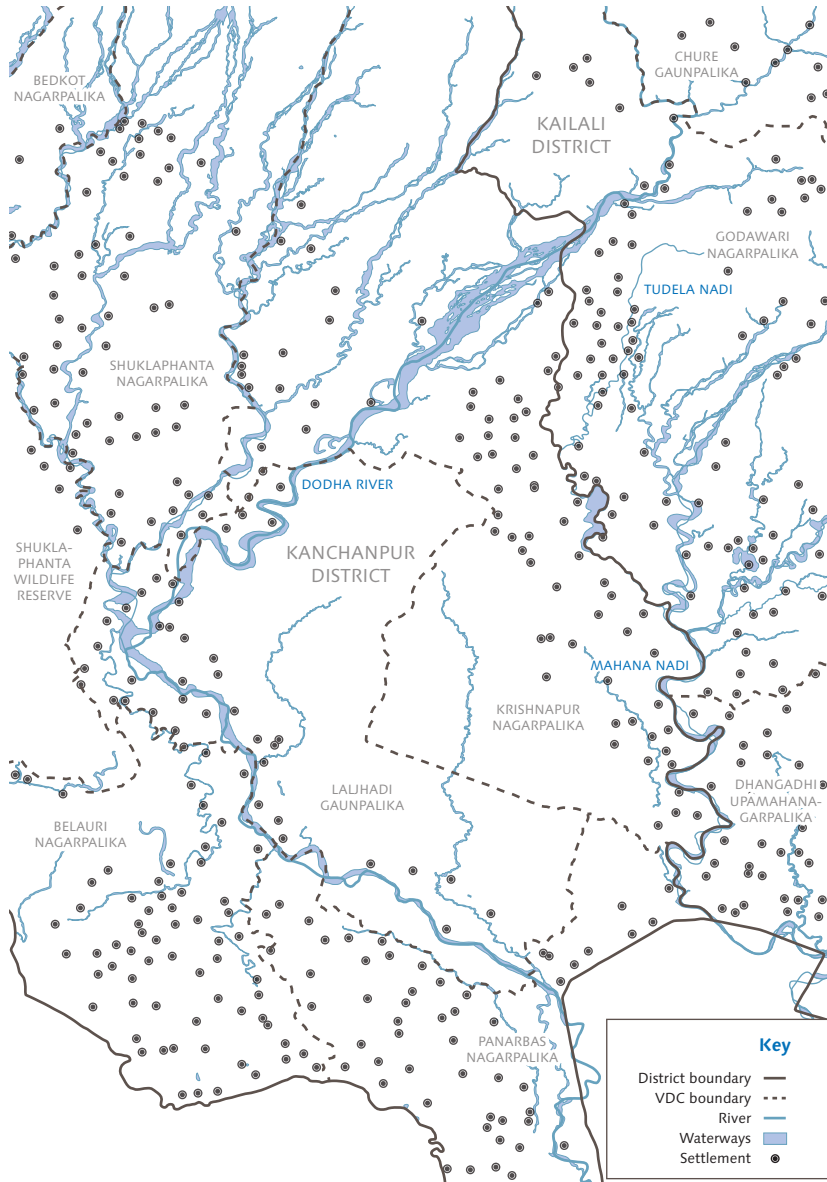 BEDKOT
NAGARPALIKA
CHURE
GAUNPALIKA
KAILALI
DISTRICT
GODAWARI
NAGARPALIKA
TUDELA NADI
SHUKLAPHANTA
NAGARPALIKA
DODHA RIVER
SHUKLA-
PHANTA
WILDLIFE
RESERVE
KANCHANPUR
DISTRICT
MAHANA NADI
KRISHNAPUR
NAGARPALIKA
LALJHADI
GAUNPALIKA
DHANGADHI
UPAMAHANA-
GARPALIKA
BELAURI
NAGARPALIKA
PANARBAS
NAGARPALIKA
Key
District boundary
VDC boundary
River
Waterways
Settlement